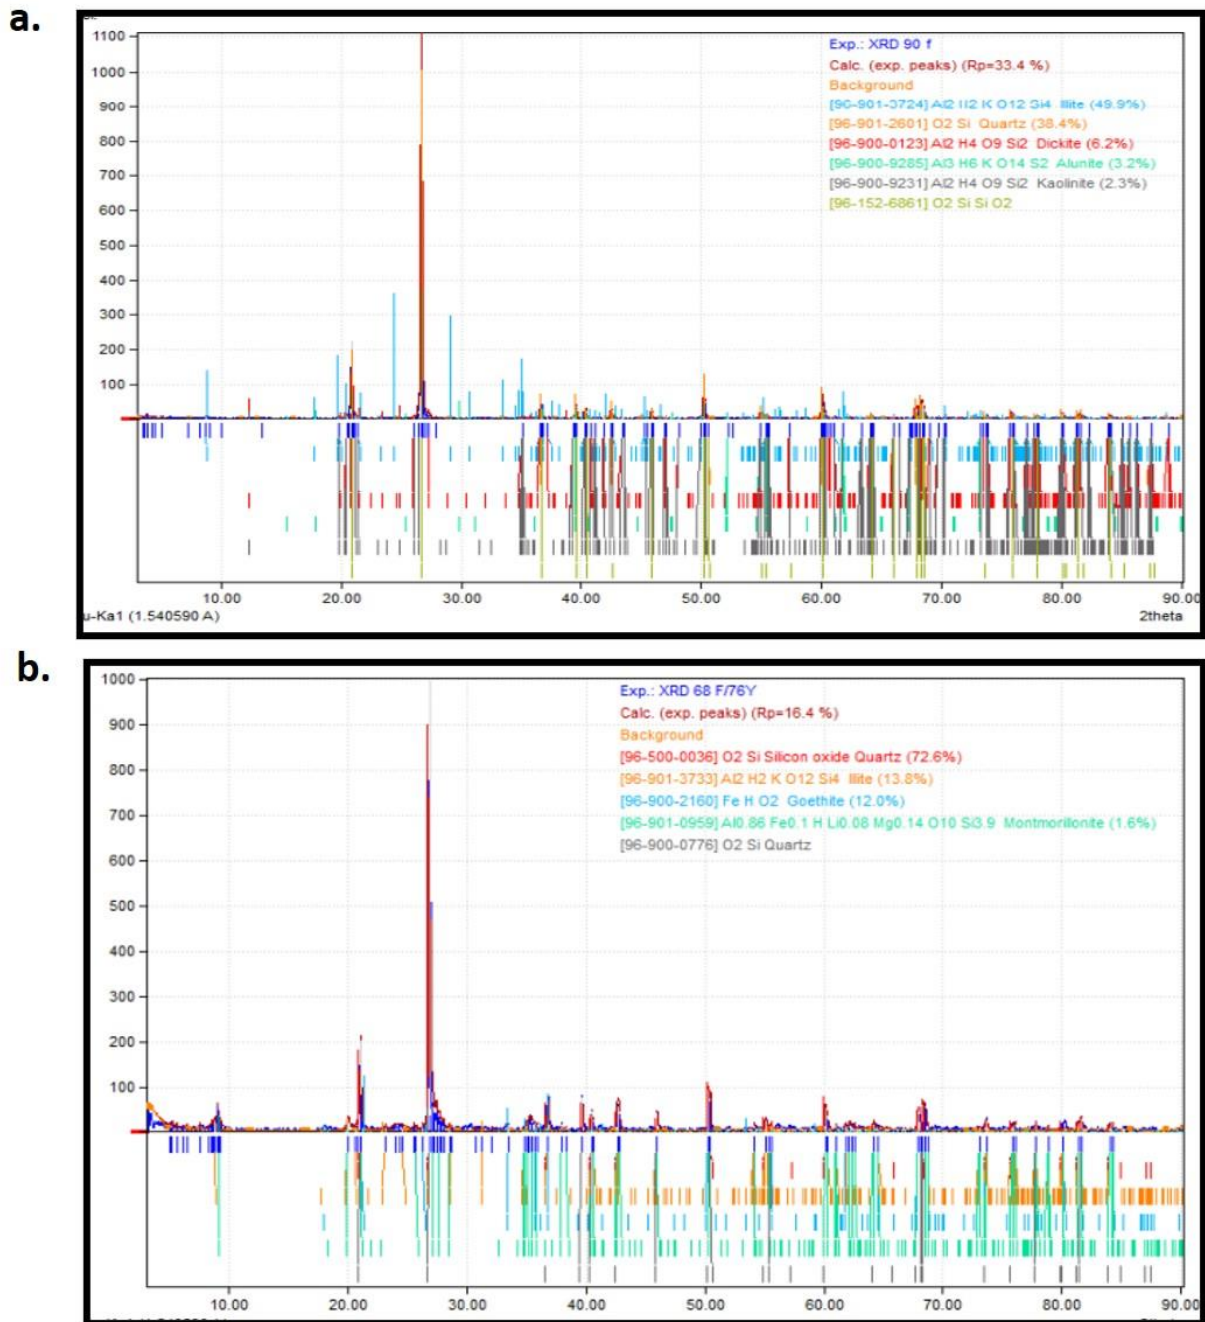 a.
1100
1000
900
800
700
600
500
400
300
200
100
Exp.: XRD 90 f
Calc. (exp. peaks) (Rp=33.4 %)
Background
[96-901-3724] Al2 H2 K O12 Si4 Illite (49.9%)
[96-901-2601] O2 Si Quartz (38.4%)
[96-900-0123] Al2 H4 O9 Si2 Dickite (6.2%)
[96-900-9285] Al3 H6 K O14 S2 Alunite (3.2%)
[96-900-9231] Al2 H4 O9 Si2 Kaolinite (2.3%)
[96-152-6861] O2 Si Si O2
10.00 20.00 30.00 40.00 50.00 60.00 70.00 80.00 90.00
u-Ka1 (1.540590 A) 2theta
b.
1000
900
800
700
600
500
400
300
200
100
Exp.: XRD 68 F/76Y
Calc. (exp. peaks) (Rp=16.4 %)
Background
[96-500-0036] O2 Si Silicon oxide Quartz (72.6%)
[96-901-3733] Al2 H2 K O12 Si4 Illite (13.8%)
[96-900-2160] Fe H O2 Goethite (12.0%)
[96-901-0959] Al0.86 Fe0.1 H Li0.08 Mg0.14 O10 Si3.9 Montmorillonite (1.6%)
[96-900-0776] O2 Si Quartz
10.00 20.00 30.00 40.00 50.00 60.00 70.00 80.00 90.00